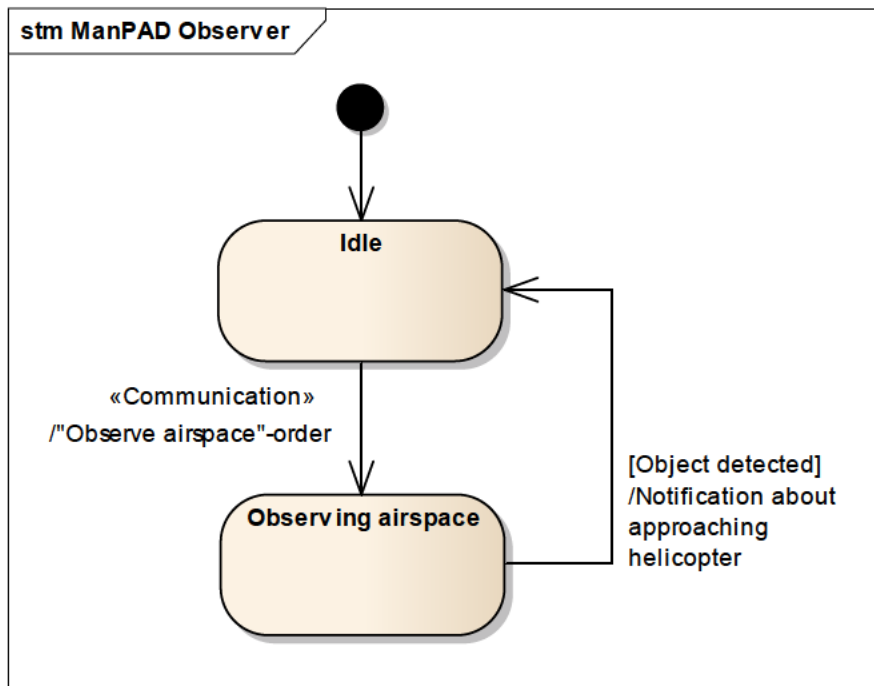 stm ManPAD Observer
Idle
«Communication»
/"Observe airspace"-order
[Object detected]
/Notification about
approaching
helicopter
Observing airspace